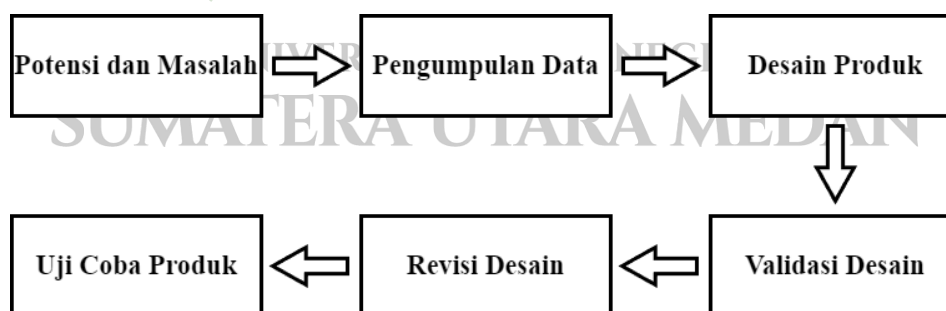 Potensi dan Masalah
Pengumpulan Data
Desain Produk
SUMATERA UTARA MEDAN
Uji Coba Produk
Revisi Desain
Validasi Desain